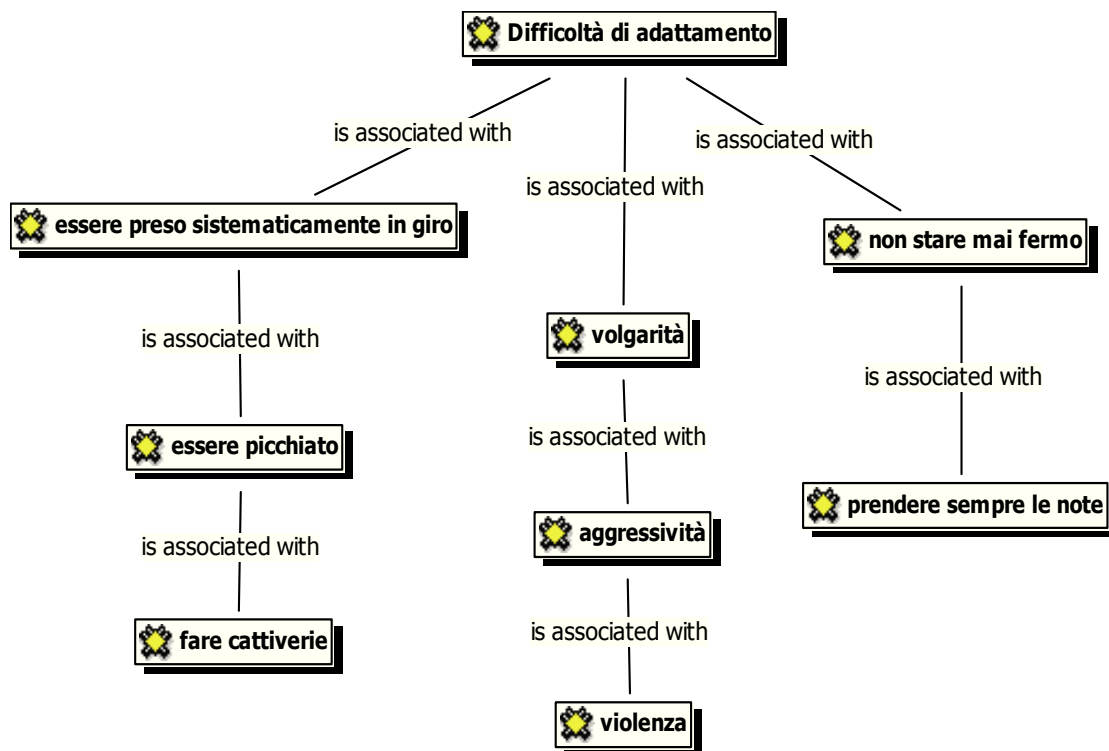 Difficoltà di adattamento
is associated with
is associated with
is associated with
essere preso sistematicamente in giro
non stare mai fermo
is associated with
volgarità
is associated with
essere picchiato
is associated with
prendere sempre le note
is associated with
aggressività
fare cattiverie
is associated with
violenza